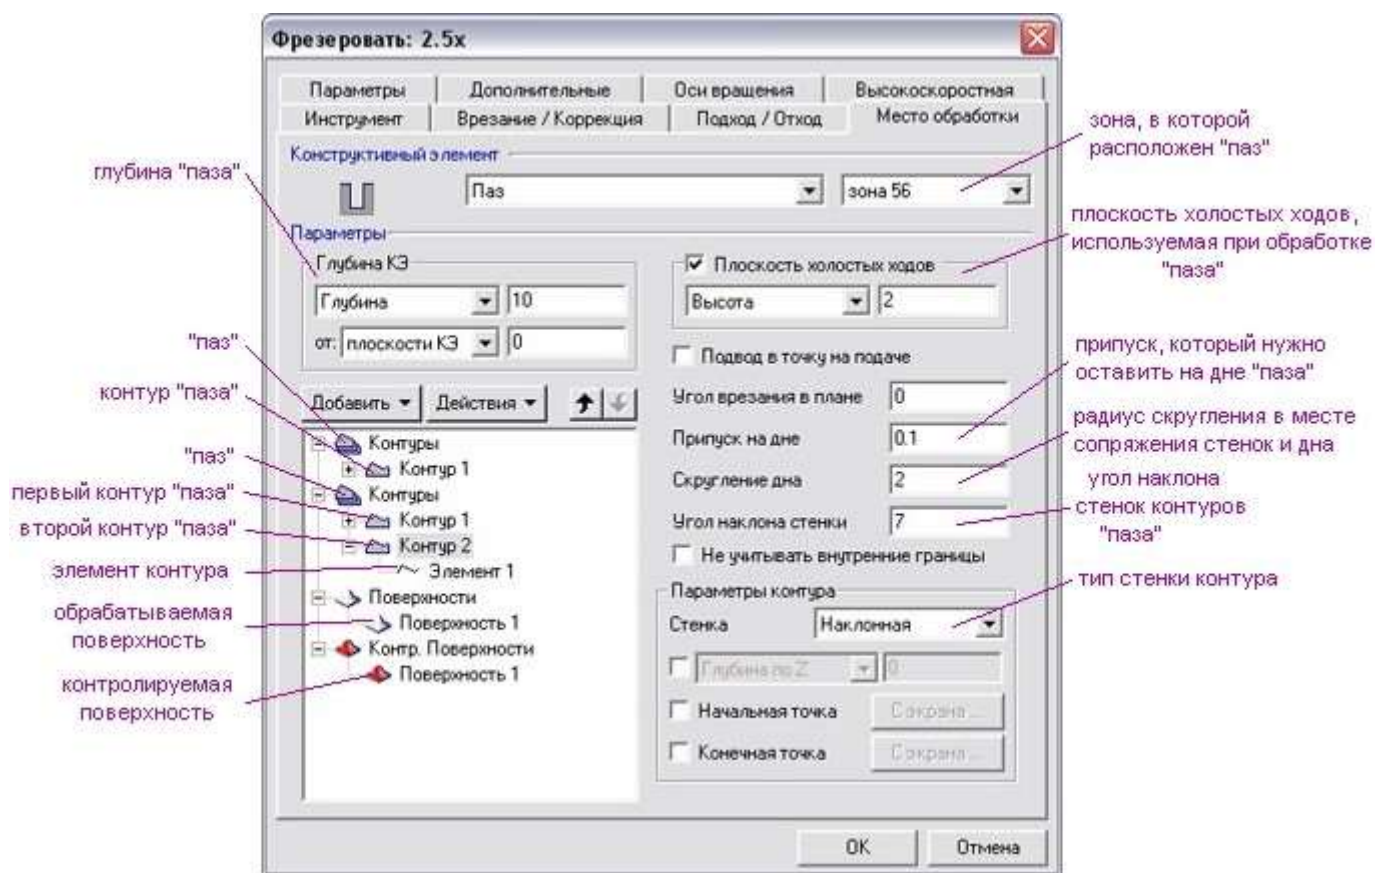 Фрезеровать: 2.5x
Параметры Дополнительные Оси вращения Высокоскоростная
Инструмент Врезание / Коррекция Подход / Отход Место обработки
зона, в которой
расположен "паз"
Конструктивный элемент
глубина "паза"
Паз зона 56
плоскость холостых ходов,
используемая при обработке
"паза"
Параметры
Глубина КЭ
Глубина 10
от: плоскости КЭ 0
Плоскость холостых ходов
Высота 2
Подвод в точку на подаче
"паз"
контур "паза"
"паз"
первый контур "паза"
второй контур "паза"
элемент контура
обрабатываемая
поверхность
контролируемая
поверхность
Добавить Действия
Контуры
Контур 1
Контуры
Контур 1
Контур 2
Элемент 1
Поверхности
Поверхность 1
Контр. Поверхности
Поверхность 1
Угол врезания в плане 0
Припуск на дне 0.1
Скругление дна 2
Угол наклона стенки 7
Не учитывать внутренние границы
Параметры контура
Стенка Наклонная
Глубина по Z 0
Начальная точка Сохрана...
Конечная точка Сохрана...
припуск, который нужно
оставить на дне "паза"
радиус скругления в месте
сопряжения стенок и дна
угол наклона
стенок контуров
"паза"
тип стенки контура
OK Отмена